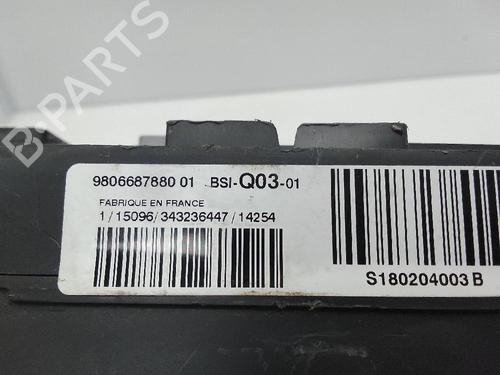 B-PARTS
9806687880 01 BSI-Q03-01
FABRIQUE EN FRANCE
1/15096/343236447/14254
S180204003 B